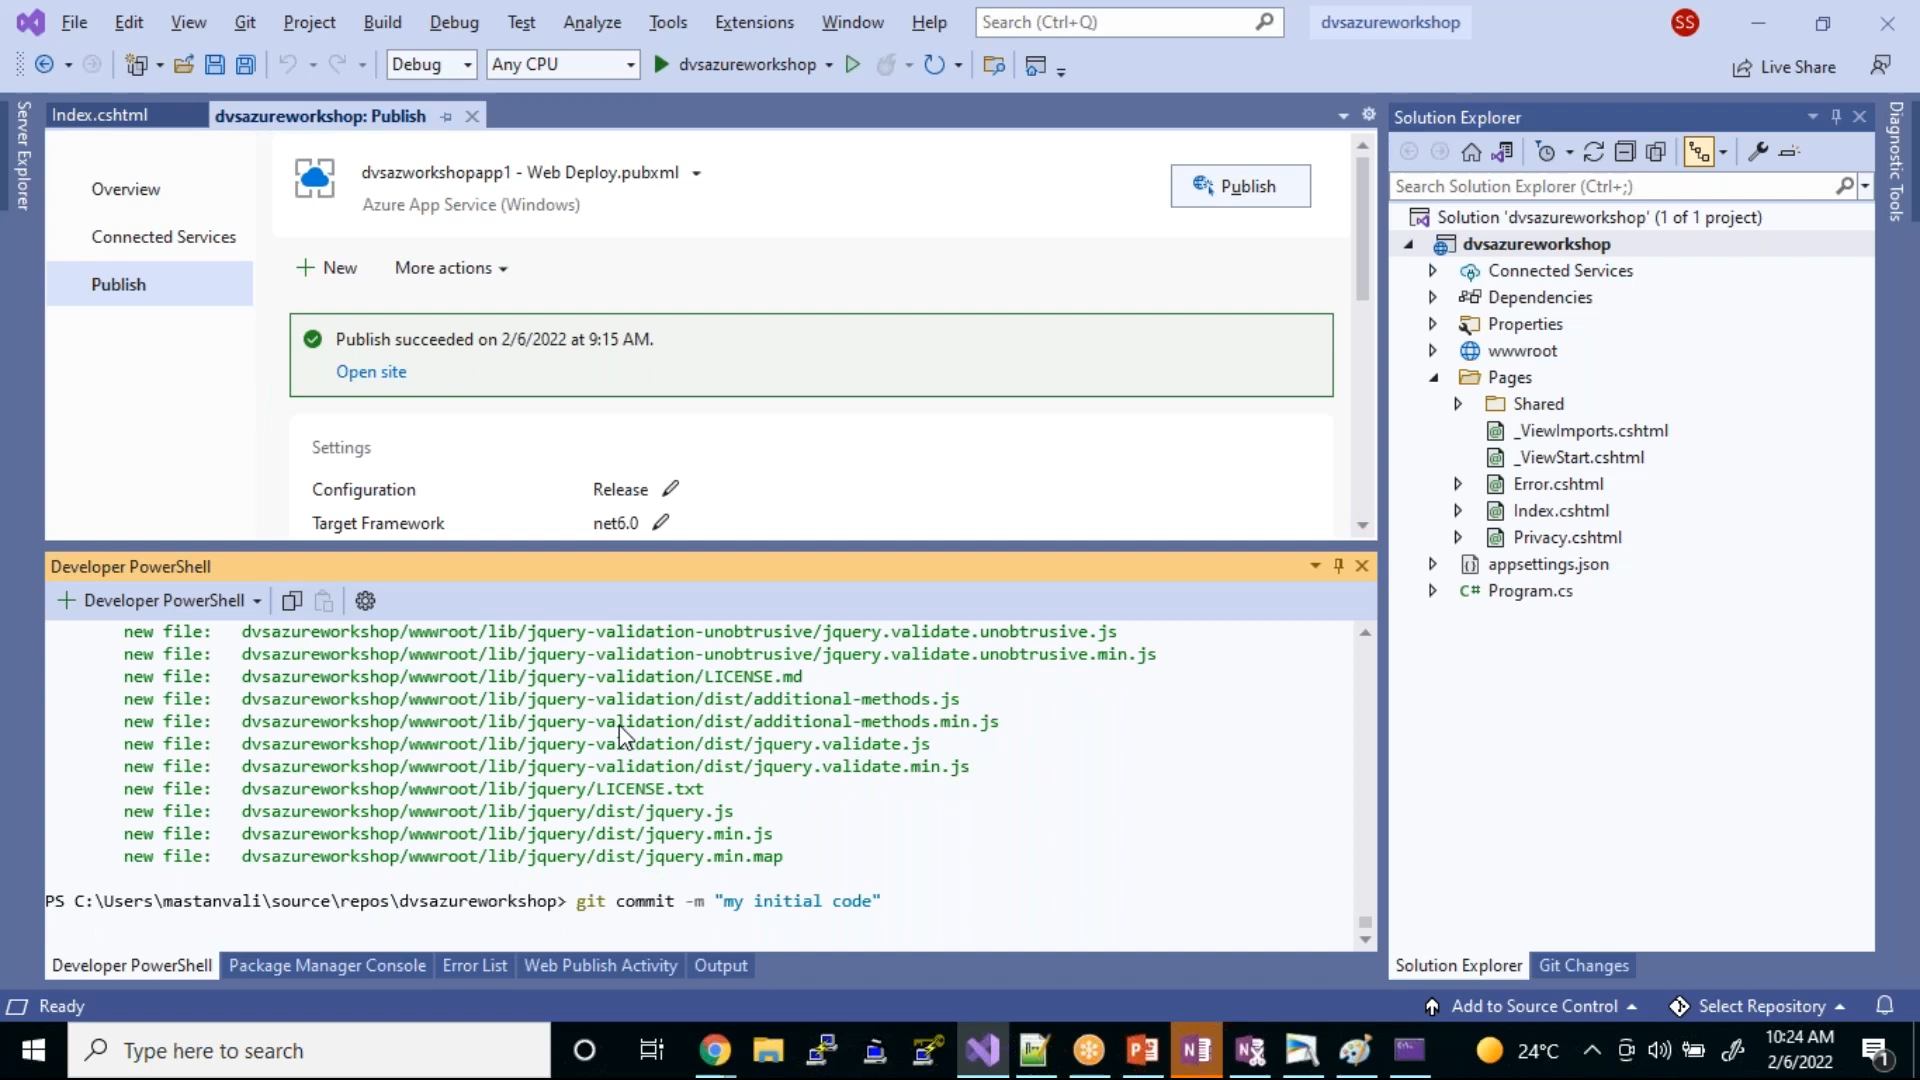 File Edit View Git Project Build Debug Test Analyze Tools Extensions Window Help Search (Ctrl+Q) dvsazureworkshop SS
Debug Any CPU dvsazureworkshop Live Share
Server Explorer
Index.cshtml dvsazureworkshop: Publish
Overview
Connected Services
Publish
dvsazworkshopapp1 - Web Deploy.pubxml
Azure App Service (Windows)
Publish
New More actions
Publish succeeded on 2/6/2022 at 9:15 AM.
Open site
Settings
Configuration Release
Target Framework net6.0
Developer PowerShell
Developer PowerShell
new file: dvsazureworkshop/wwwroot/lib/jquery-validation-unobtrusive/jquery.validate.unobtrusive.js
new file: dvsazureworkshop/wwwroot/lib/jquery-validation-unobtrusive/jquery.validate.unobtrusive.min.js
new file: dvsazureworkshop/wwwroot/lib/jquery-validation/LICENSE.md
new file: dvsazureworkshop/wwwroot/lib/jquery-validation/dist/additional-methods.js
new file: dvsazureworkshop/wwwroot/lib/jquery-validation/dist/additional-methods.min.js
new file: dvsazureworkshop/wwwroot/lib/jquery-validation/dist/jquery.validate.js
new file: dvsazureworkshop/wwwroot/lib/jquery-validation/dist/jquery.validate.min.js
new file: dvsazureworkshop/wwwroot/lib/jquery/LICENSE.txt
new file: dvsazureworkshop/wwwroot/lib/jquery/dist/jquery.js
new file: dvsazureworkshop/wwwroot/lib/jquery/dist/jquery.min.js
new file: dvsazureworkshop/wwwroot/lib/jquery/dist/jquery.min.map
PS C:\Users\mastanvali\source\repos\dvsazureworkshop> git commit -m "my initial code"
Developer PowerShell Package Manager Console Error List Web Publish Activity Output
Solution Explorer
Search Solution Explorer (Ctrl+;)
Solution 'dvsazureworkshop' (1 of 1 project)
dvsazureworkshop
Connected Services
Dependencies
Properties
wwwroot
Pages
Shared
_ViewImports.cshtml
_ViewStart.cshtml
Error.cshtml
Index.cshtml
Privacy.cshtml
appsettings.json
C# Program.cs
Solution Explorer Git Changes
Diagnostic Tools
Ready Add to Source Control Select Repository
Type here to search 24°C 10:24 AM
2/6/2022 1